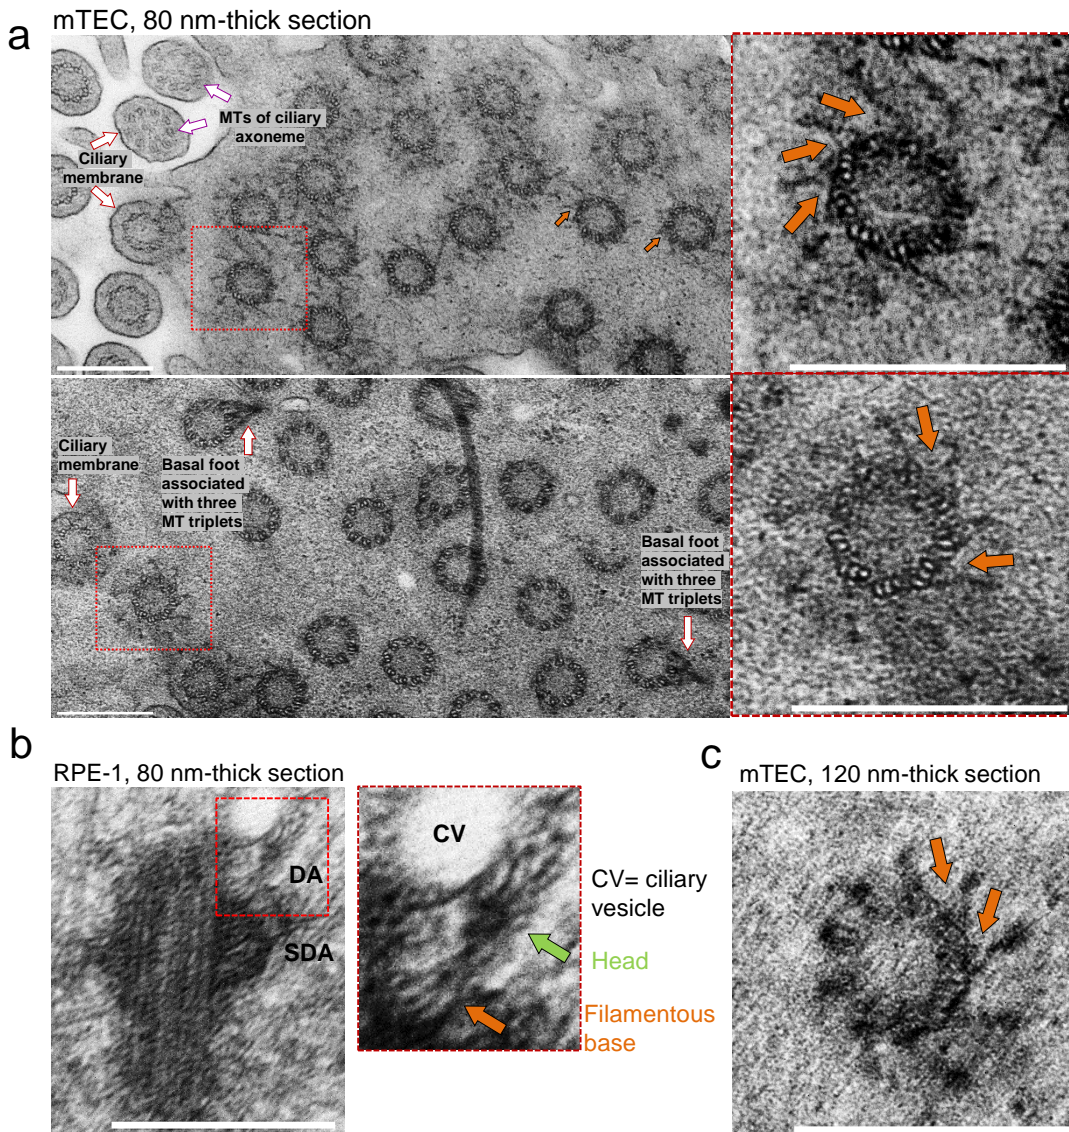 a
mTEC, 80 nm-thick section
MTs of ciliary
axoneme
Ciliary
membrane
Ciliary
membrane
Basal foot
associated
with three
MT triplets
Basal foot
associated
with three
MT triplets
b
RPE-1, 80 nm-thick section
DA
SDA
CV
CV= ciliary
vesicle
Head
Filamentous
base
c
mTEC, 120 nm-thick section